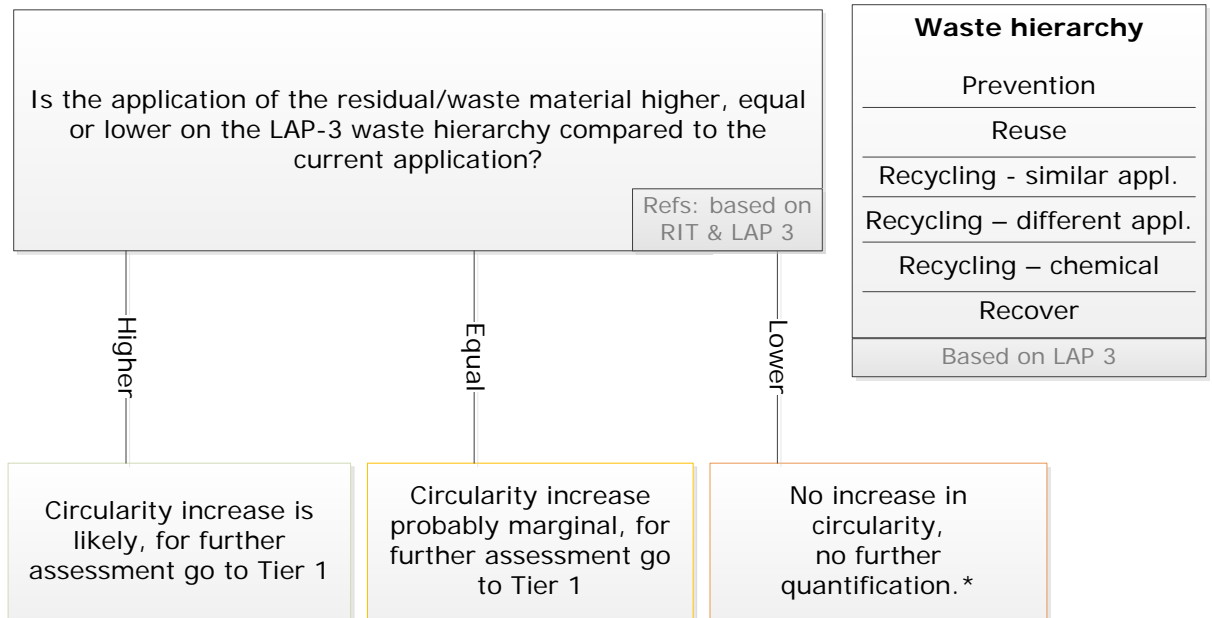 Is the application of the residual/waste material higher, equal
or lower on the LAP-3 waste hierarchy compared to the
current application?
Refs: based on
RIT & LAP 3
Waste hierarchy
Prevention
Reuse
Recycling - similar appl.
Recycling – different appl.
Recycling – chemical
Recover
Based on LAP 3
Higher
Equal
Lower
Circularity increase is
likely, for further
assessment go to Tier 1
Circularity increase
probably marginal, for
further assessment go
to Tier 1
No increase in
circularity,
no further
quantification.*